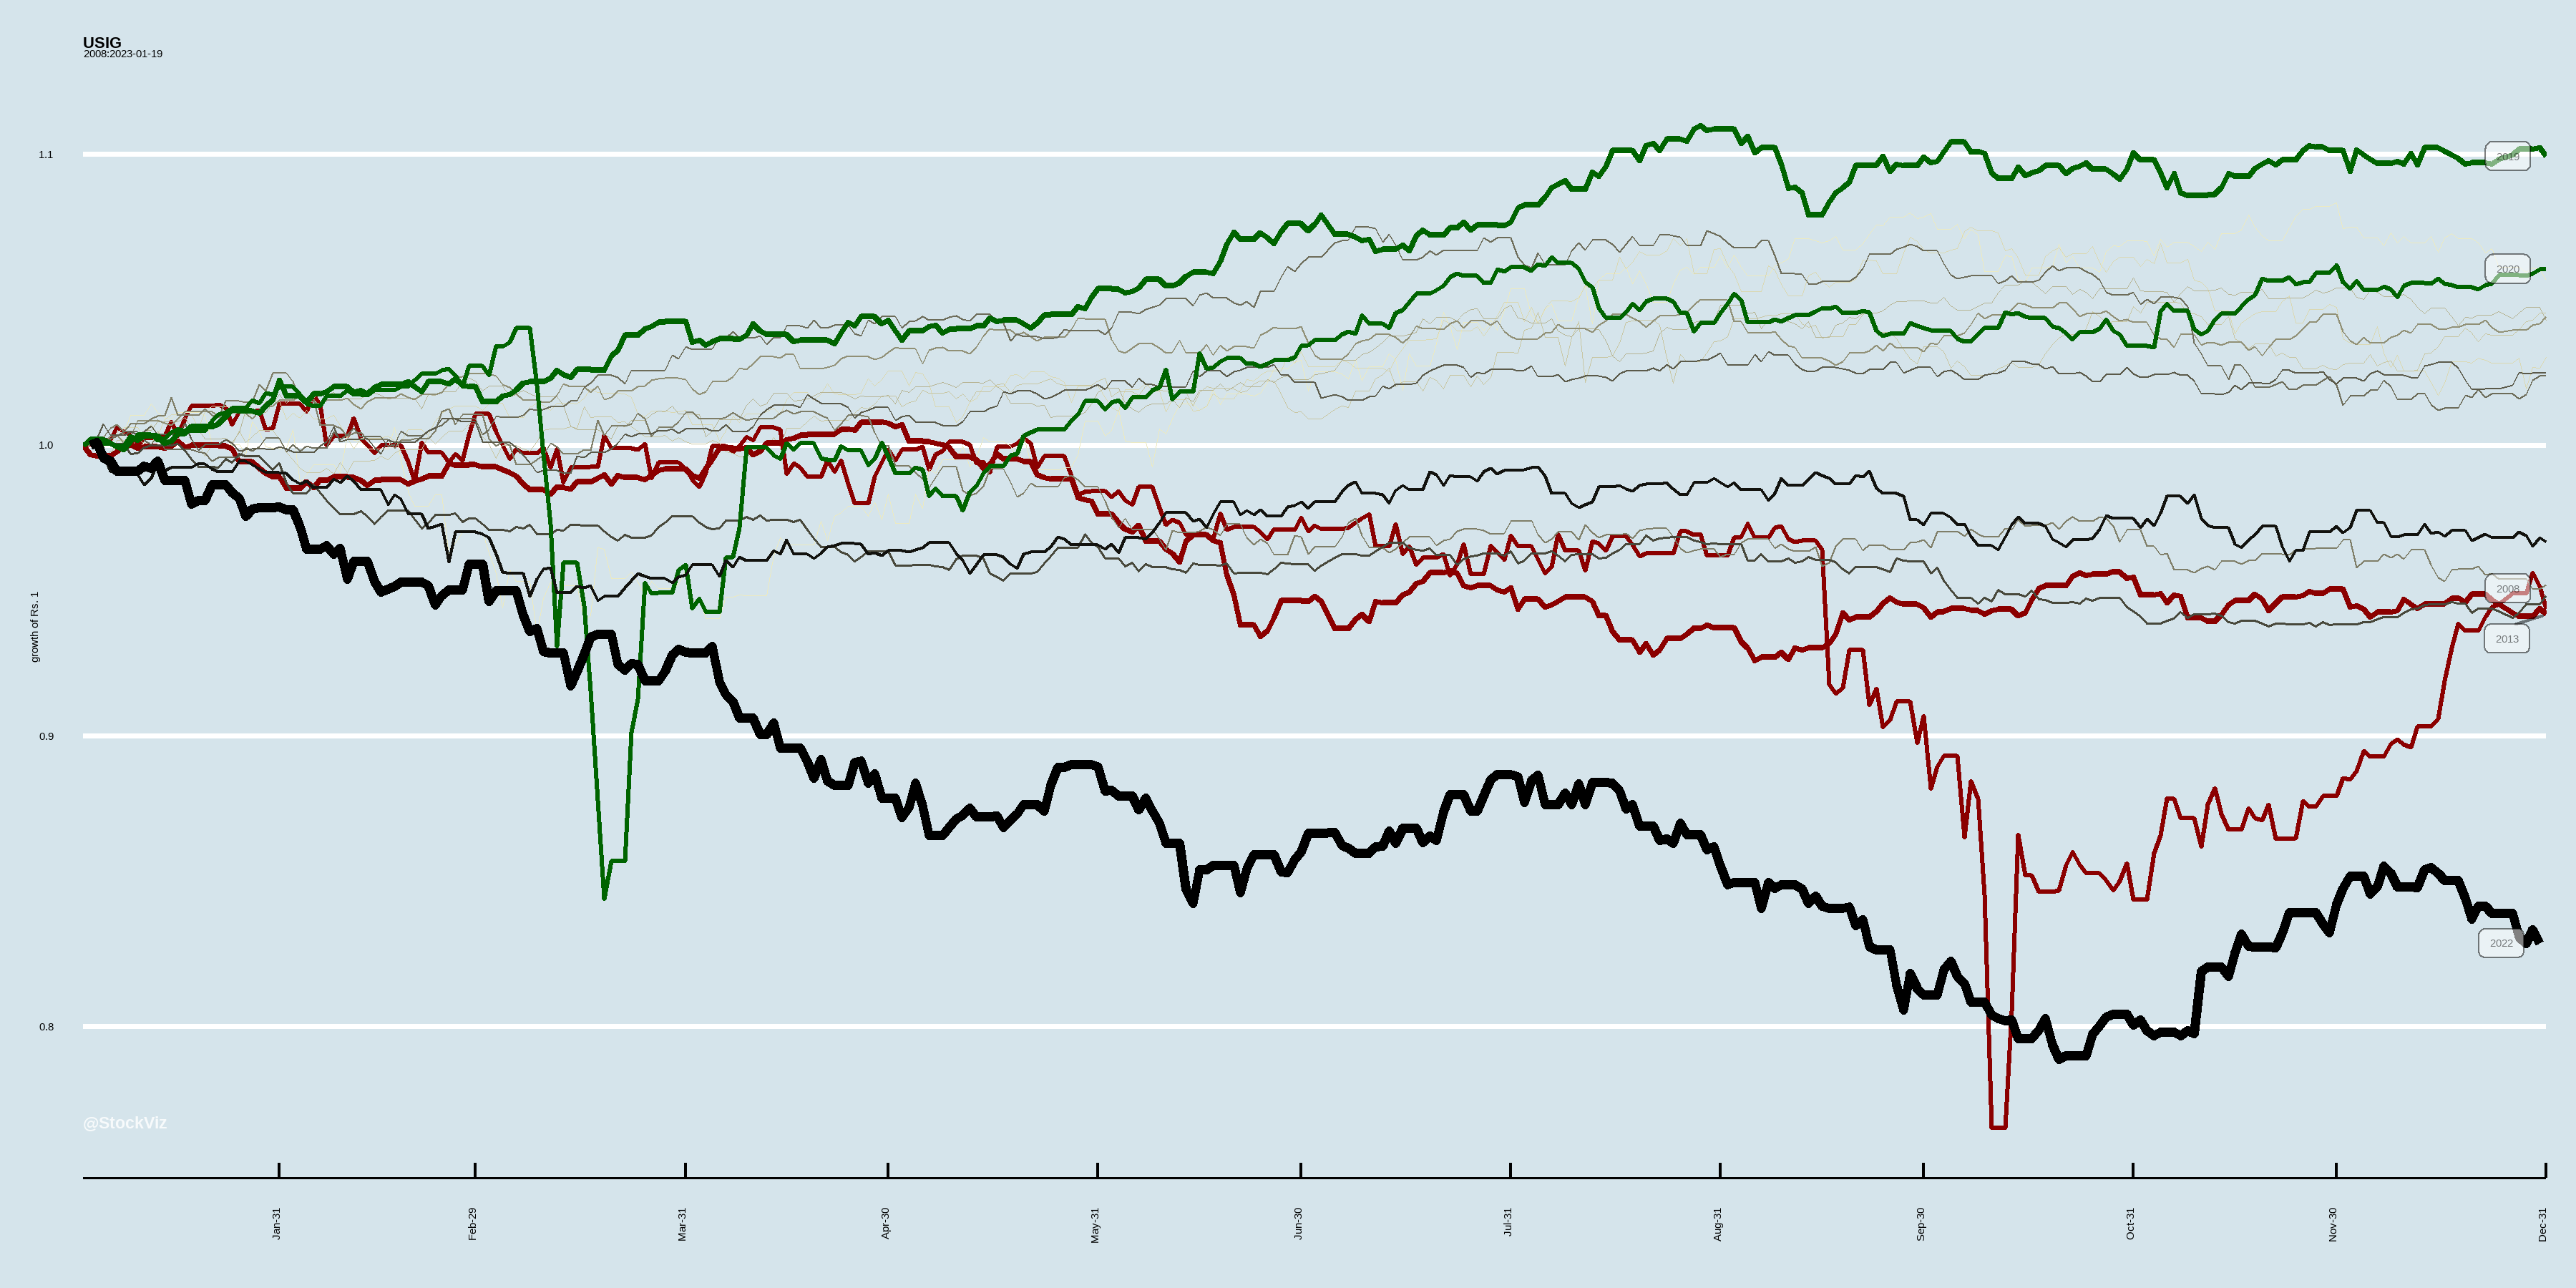 USIG
2008:2023-01-19
1.1
1.0
0.9
0.8
growth of Rs. 1
2019
2020
2008
2013
2022
@StockViz
Jan-31
Feb-29
Mar-31
Apr-30
May-31
Jun-30
Jul-31
Aug-31
Sep-30
Oct-31
Nov-30
Dec-31